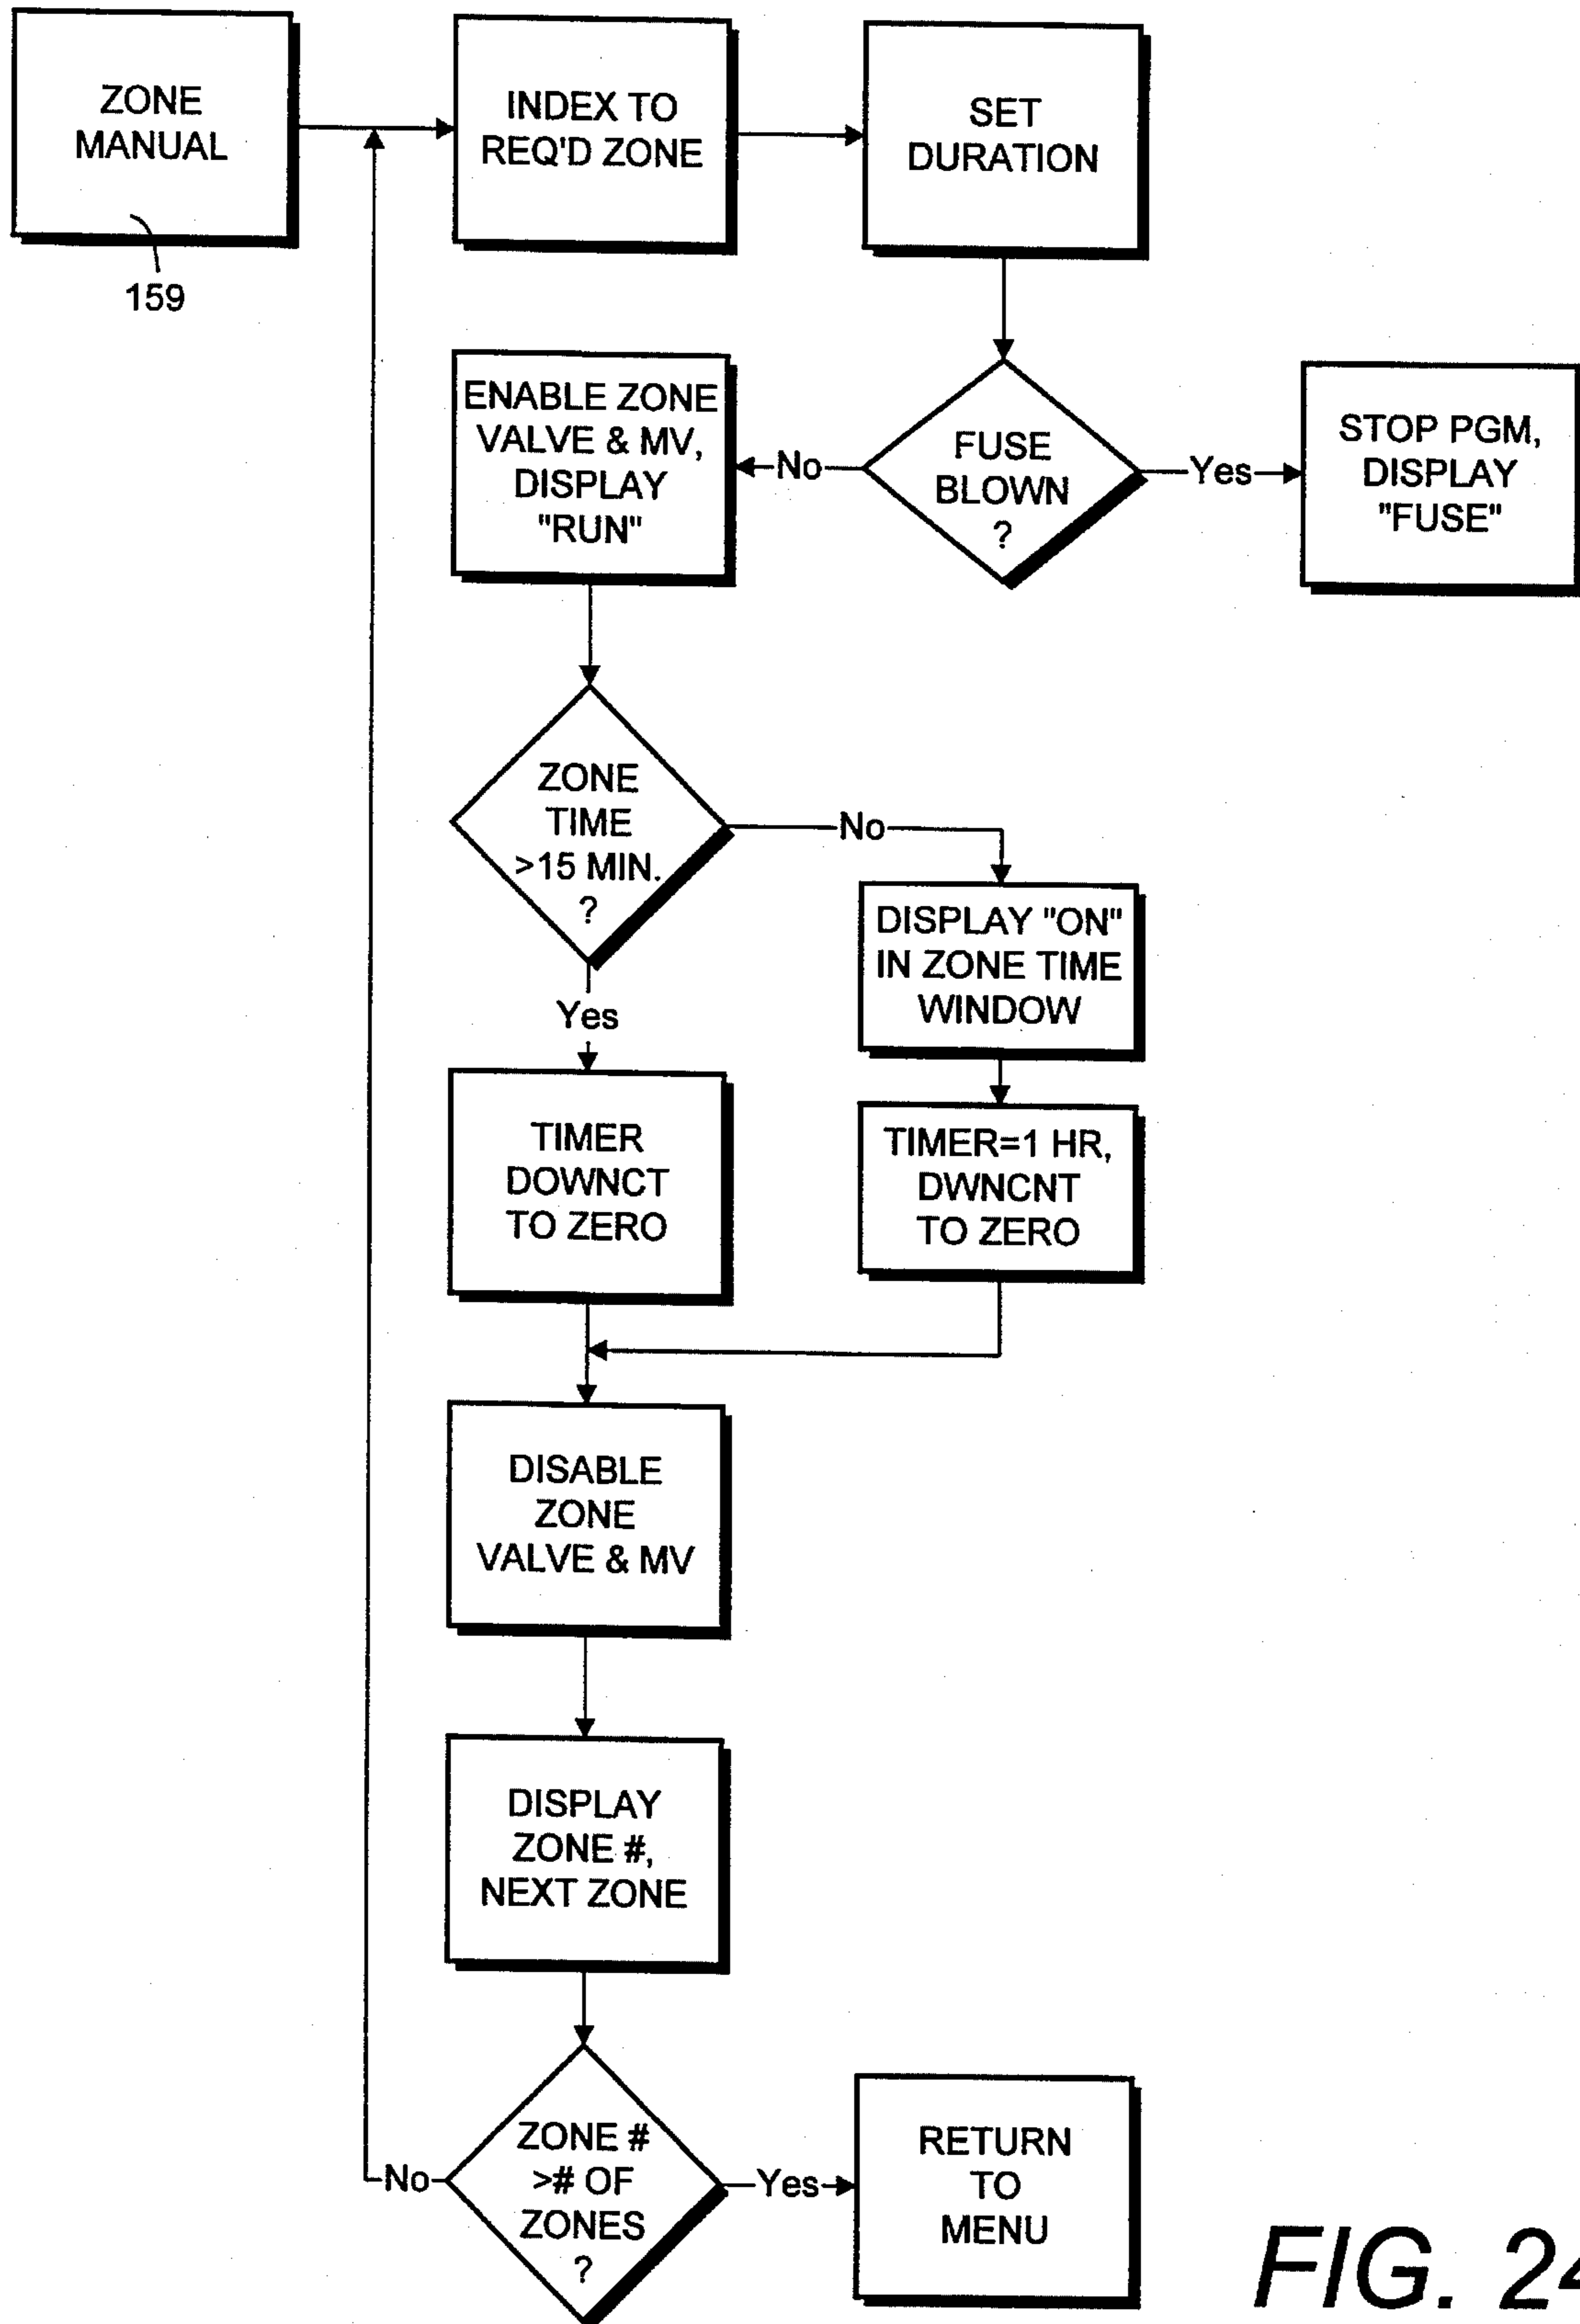 ZONE
MANUAL
159
INDEX TO
REQ'D ZONE
SET
DURATION
ENABLE ZONE
VALVE & MV,
DISPLAY
"RUN"
No
FUSE
BLOWN
?
Yes
STOP PGM,
DISPLAY
"FUSE"
ZONE
TIME
>15 MIN.
?
No
Yes
DISPLAY "ON"
IN ZONE TIME
WINDOW
TIMER
DOWNCT
TO ZERO
TIMER=1 HR,
DWNCNT
TO ZERO
DISABLE
ZONE
VALVE & MV
DISPLAY
ZONE #,
NEXT ZONE
No
ZONE #
># OF
ZONES
?
Yes
RETURN
TO
MENU
FIG. 24